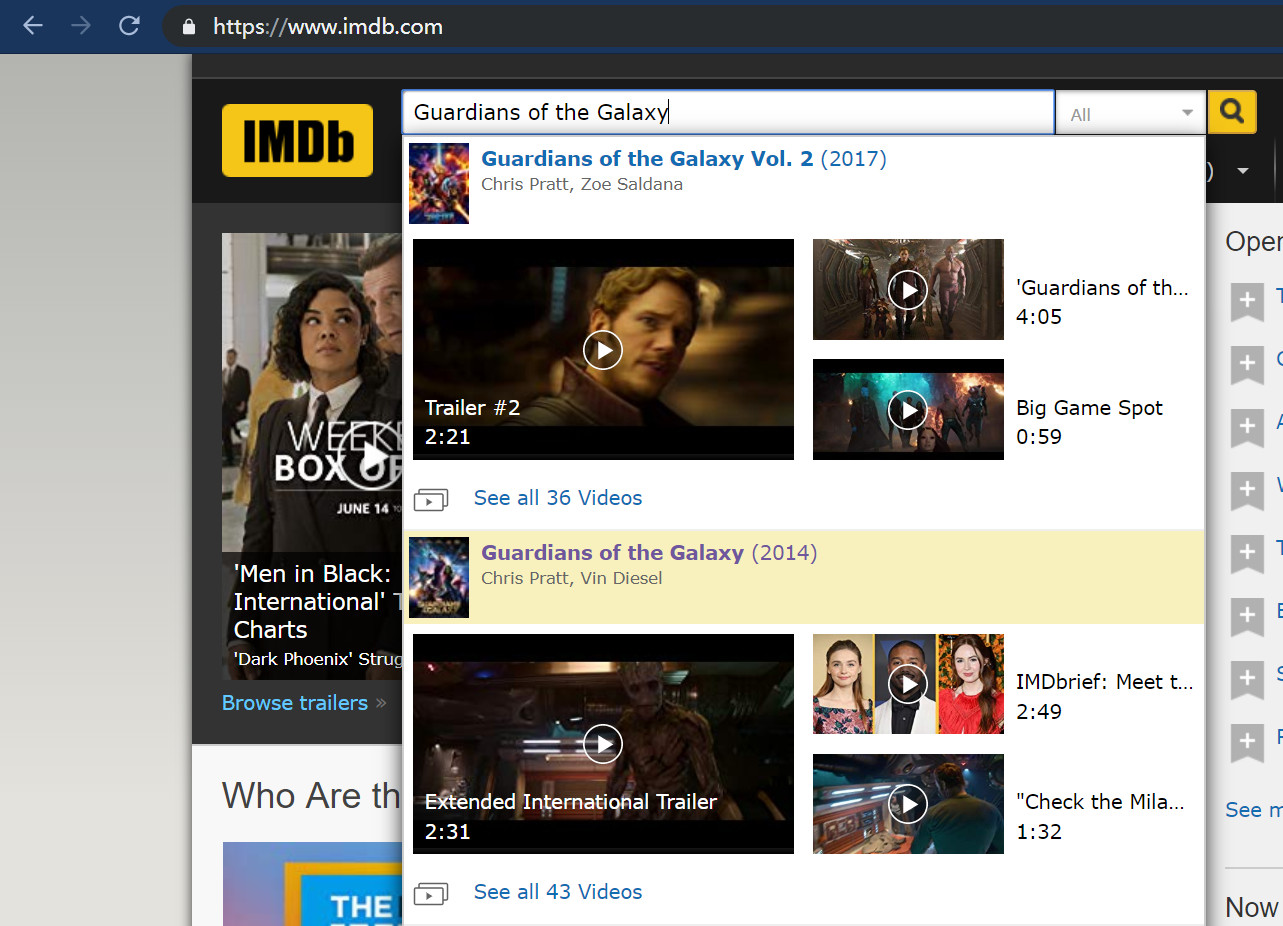 https://www.imdb.com
IMDb
Guardians of the Galaxy
All
)
Guardians of the Galaxy Vol. 2 (2017)
Chris Pratt, Zoe Saldana
Trailer #2
2:21
'Guardians of th...
4:05
Big Game Spot
0:59
See all 36 Videos
Guardians of the Galaxy (2014)
Chris Pratt, Vin Diesel
Extended International Trailer
2:31
IMDbrief: Meet t...
2:49
"Check the Mila...
1:32
See all 43 Videos
BOX OF
JUNE 14 TO
'Men in Black:
International' T
Charts
'Dark Phoenix' Strug
Browse trailers »
Who Are th
THE
Oper
See m
Now